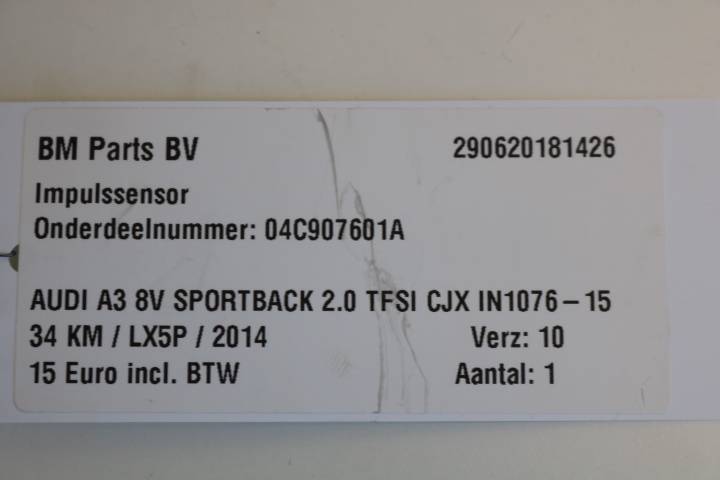 BM Parts BV 290620181426
Impulssensor
Onderdeelnummer: 04C907601A
AUDI A3 8V SPORTBACK 2.0 TFSI CJX IN1076-15
34 KM / LX5P / 2014 Verz: 10
15 Euro incl. BTW Aantal: 1